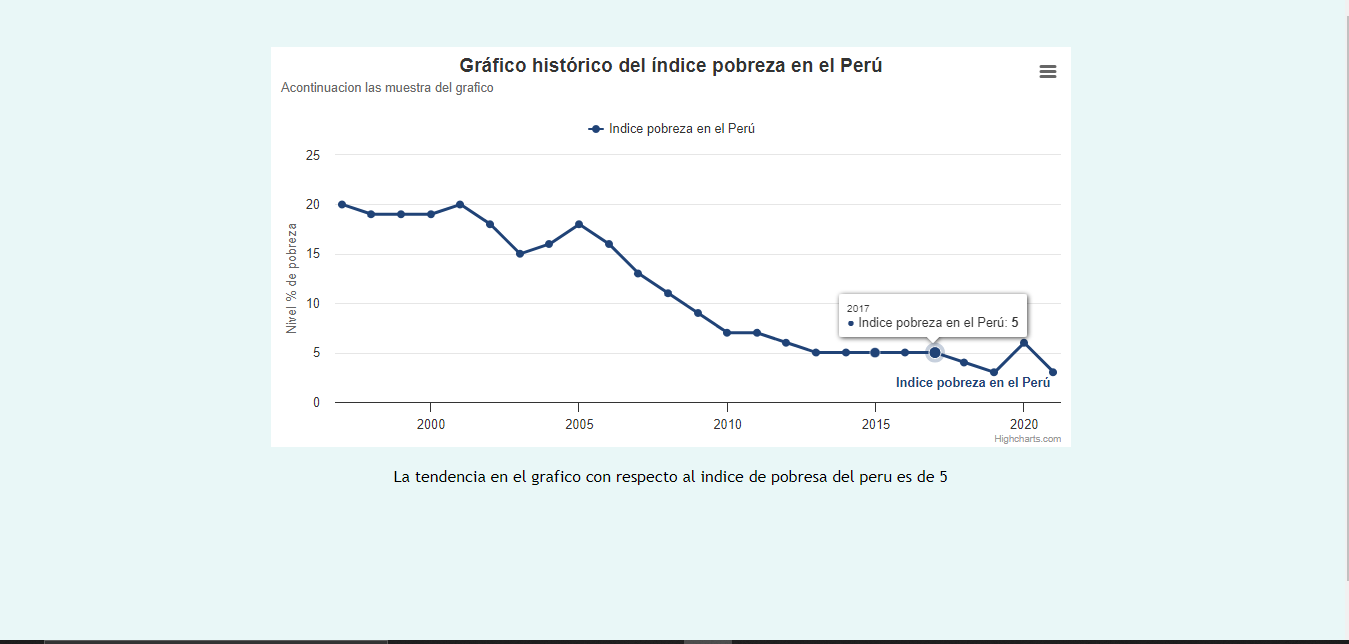 Gráfico histórico del índice pobreza en el Perú
Acontinuacion las muestra del grafico
Indice pobreza en el Perú
25
20
15
10
5
0
Nivel % de pobreza
2017
Indice pobreza en el Perú: 5
Indice pobreza en el Perú
2000 2005 2010 2015 2020
Highcharts.com
La tendencia en el grafico con respecto al indice de pobresa del peru es de 5